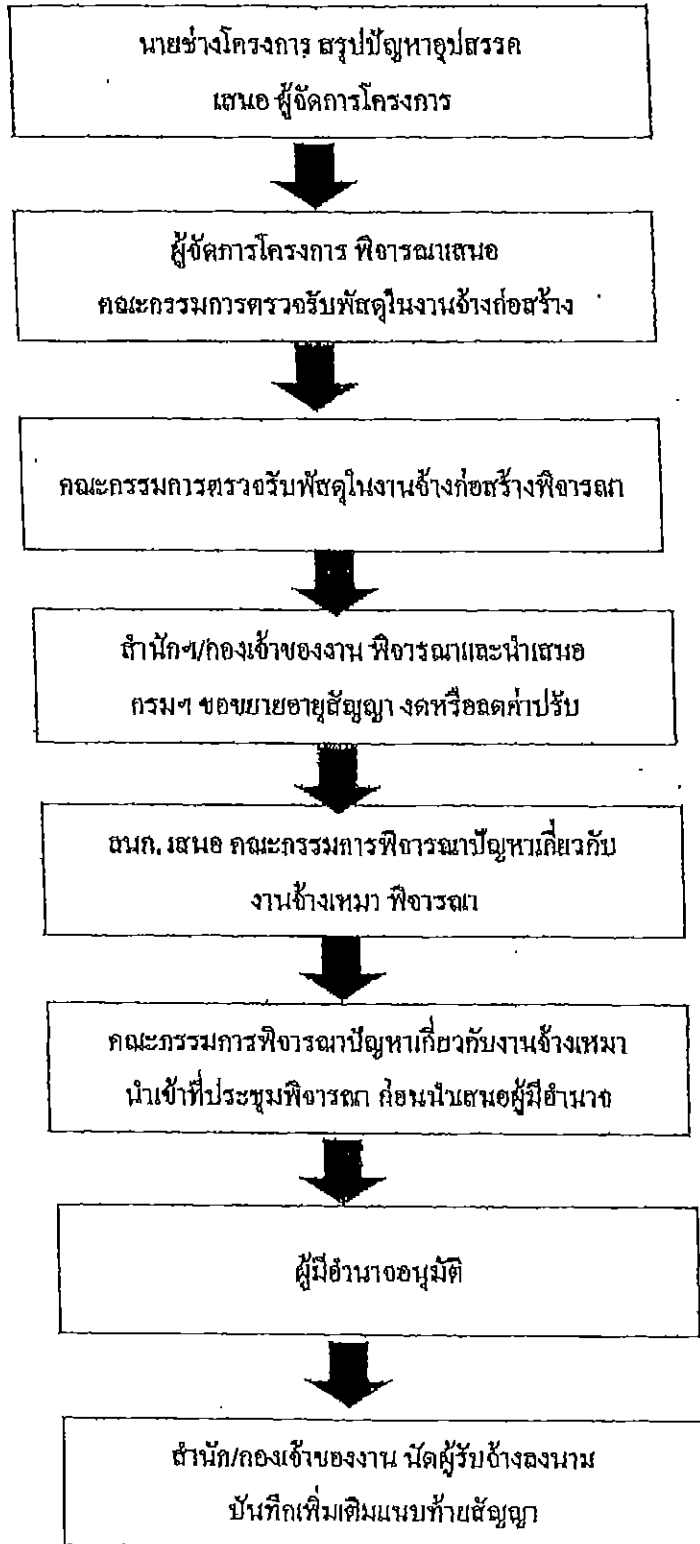 นายช่างโครงการ สรุปปัญหาอุปสรรค
เสนอ ผู้จัดการโครงการ
ผู้จัดการโครงการ พิจารณาเสนอ
คณะกรรมการตรวจรับพัสดุในงานจ้างก่อสร้าง
คณะกรรมการตรวจรับพัสดุในงานจ้างก่อสร้างพิจารณา
สำนักฯ/กองเจ้าของงาน พิจารณาและนำเสนอ
กรมฯ ขอขยายอายุสัญญา งดหรือลดค่าปรับ
สนก. เสนอ คณะกรรมการพิจารณาปัญหาเกี่ยวกับ
งานจ้างเหมา พิจารณา
คณะกรรมการพิจารณาปัญหาเกี่ยวกับงานจ้างเหมา
นำเข้าที่ประชุมพิจารณา ก่อนนำเสนอผู้มีอำนาจ
ผู้มีอำนาจอนุมัติ
สำนัก/กองเจ้าของงาน นัดผู้รับจ้างลงนาม
บันทึกเพิ่มเติมแนบท้ายสัญญา